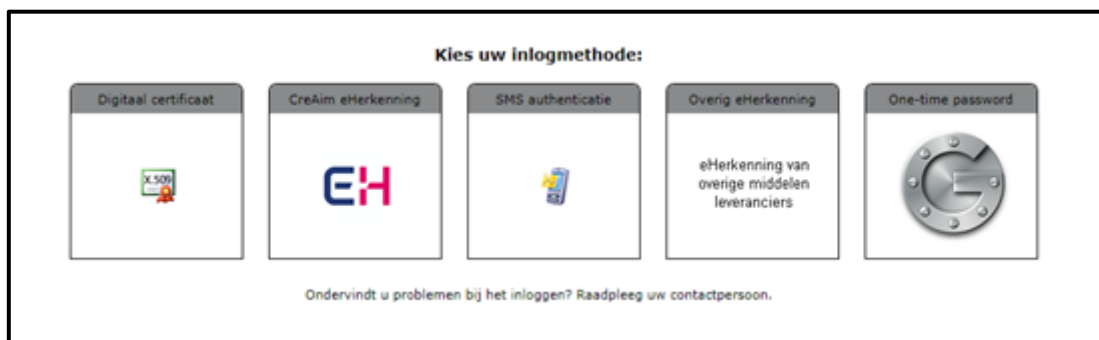 Kies uw inlogmethode:
Digitaal certificaat
CreAim eHerkenning
SMS authenticatie
Overig eHerkenning
One-time password
X.509
EH
eHerkenning van
overige middelen
leveranciers
G
Ondervindt u problemen bij het inloggen? Raadpleeg uw contactpersoon.